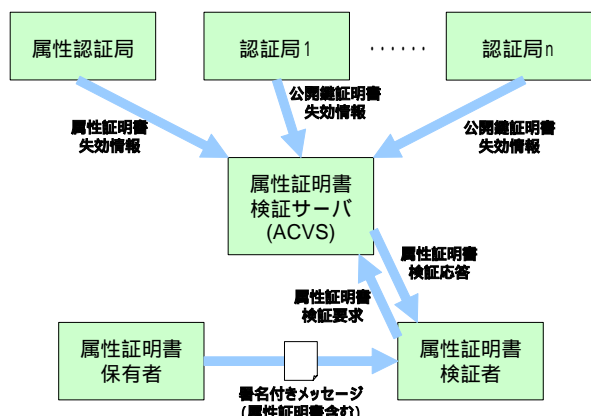 属性認証局
認証局1
・・・・・・
認証局n
公開鍵証明書
失効情報
属性証明書
失効情報
公開鍵証明書
失効情報
属性証明書
検証サーバ
(ACVS)
属性証明書
検証応答
属性証明書
検証要求
属性証明書
保有者
属性証明書
検証者
署名付きメッセージ
(属性証明書含む)